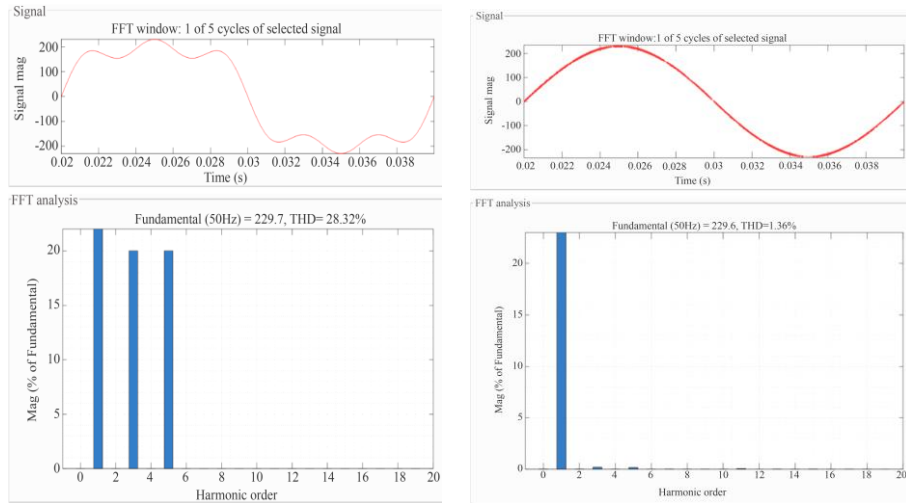 Signal
FFT window: 1 of 5 cycles of selected signal
Signal mag
200
100
0
-100
-200
0.02 0.022 0.024 0.026 0.028 0.03 0.032 0.034 0.036 0.038
Time (s)
FFT analysis
Fundamental (50Hz) = 229.7, THD= 28.32%
Mag (% of Fundamental)
20
15
10
5
0
0 2 4 6 8 10 12 14 16 18 20
Harmonic order
Signal
FFT window:1 of 5 cycles of selected signal
Signal mag
200
100
0
-100
-200
0.02 0.022 0.024 0.026 0.028 0.03 0.032 0.034 0.036 0.038
Time (s)
FFT analysis
Fundamental (50Hz) = 229.6, THD=1.36%
Mag (% of Fundamental)
20
15
10
5
0
0 2 4 6 8 10 12 14 16 18 20
Harmonic order